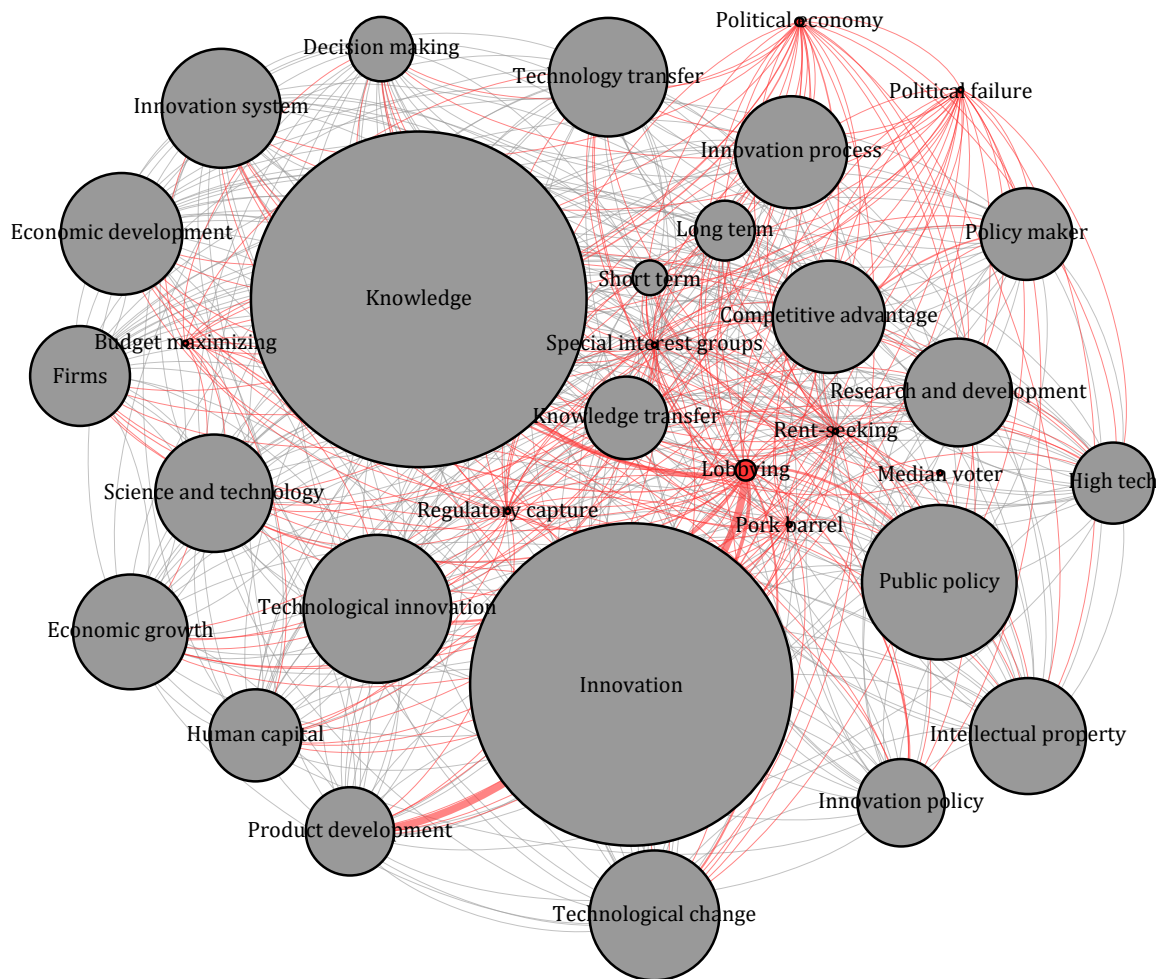 Political economy
Decision making
Technology transfer
Political failure
Innovation system
Innovation process
Long term
Economic development
Policy maker
Short term
Knowledge
Competitive advantage
Budget maximizing
Special interest groups
Firms
Research and development
Knowledge transfer
Rent-seeking
Lobbying
Median voter
High tech
Science and technology
Regulatory capture
Pork barrel
Public policy
Technological innovation
Economic growth
Innovation
Human capital
Intellectual property
Innovation policy
Product development
Technological change